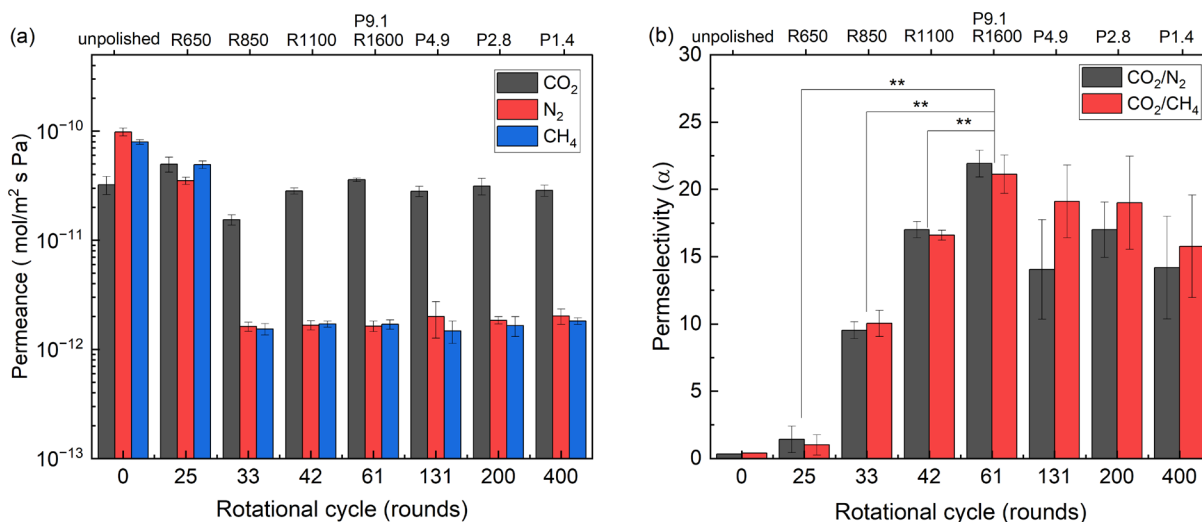 (a)
P9.1
unpolished R650 R850 R1100 R1600 P4.9 P2.8 P1.4
CO₂
N₂
CH₄
Permeance ( mol/m² s Pa)
10⁻¹⁰
10⁻¹¹
10⁻¹²
10⁻¹³
0 25 33 42 61 131 200 400
Rotational cycle (rounds)
(b)
P9.1
unpolished R650 R850 R1100 R1600 P4.9 P2.8 P1.4
CO₂/N₂
CO₂/CH₄
**
**
**
Permselectivity (α)
30
25
20
15
10
5
0
0 25 33 42 61 131 200 400
Rotational cycle (rounds)